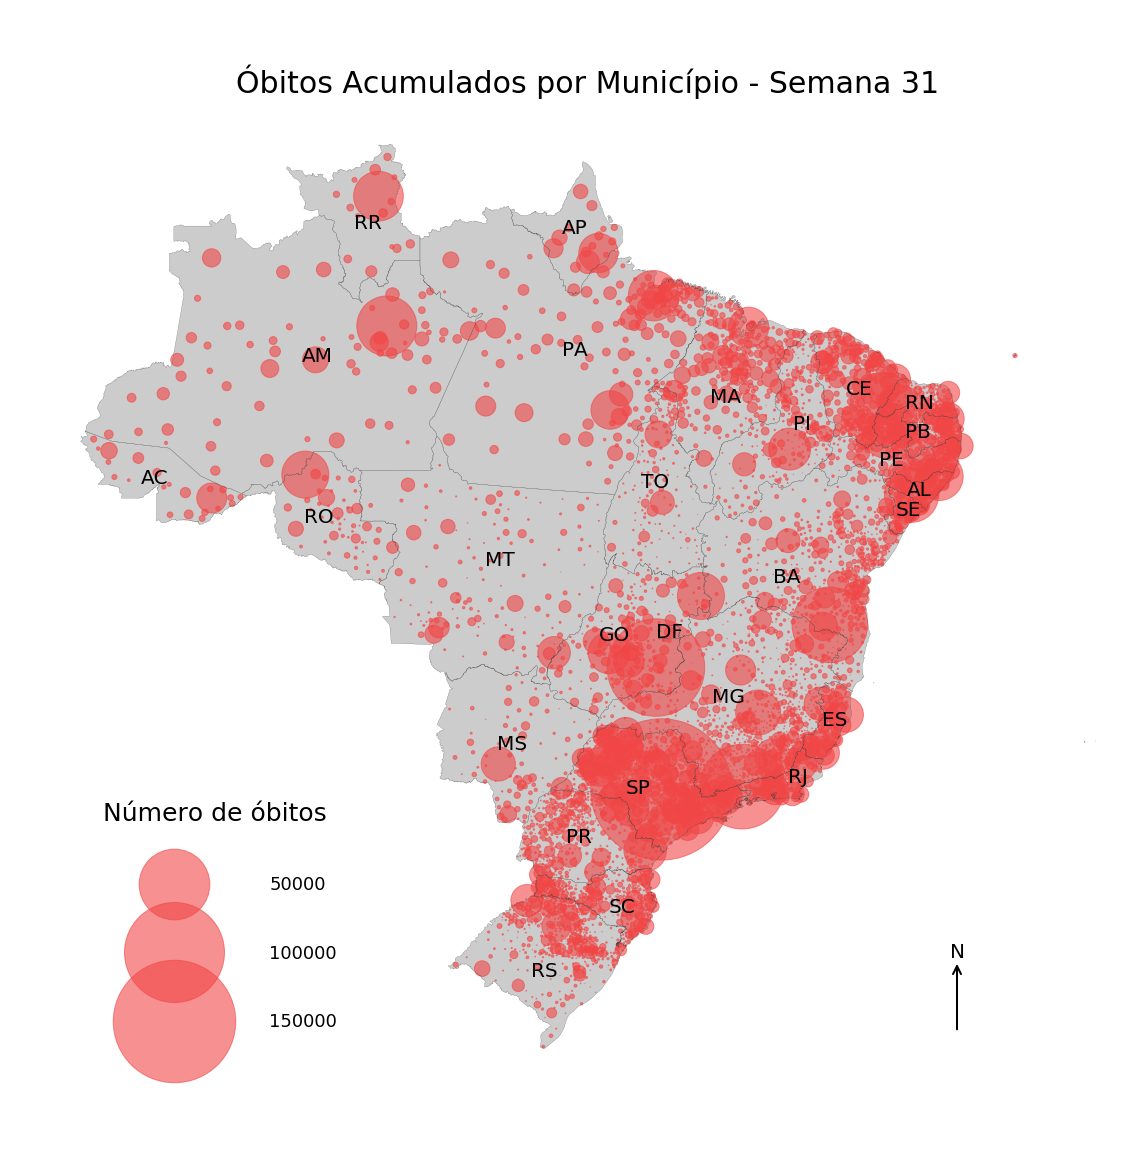 Óbitos Acumulados por Município - Semana 31
RR
AP
AM
PA
MA
CE
RN
PI
PB
PE
AC
TO
AL
RO
SE
MT
BA
GO
DF
MG
ES
MS
RJ
SP
Número de óbitos
PR
50000
SC
100000
N
RS
150000